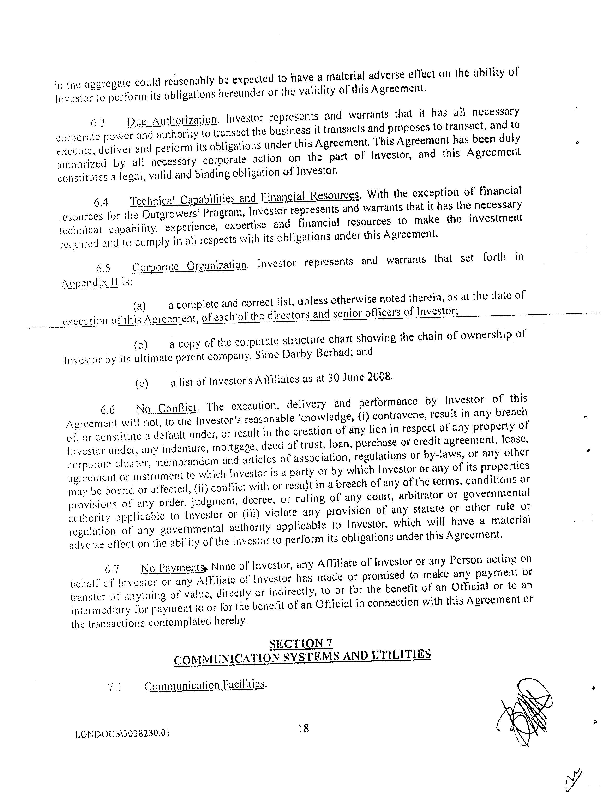 in the aggregate could reasonably be expected to have a material adverse effect on the ability of
Investor to perform its obligations hereunder or the validity of this Agreement.
6.3 Due Authorization. Investor represents and warrants that it has all necessary
corporate power and authority to transact the business it transacts and proposes to transact, and to
execute, deliver and perform its obligations under this Agreement. This Agreement has been duly
authorized by all necessary corporate action on the part of Investor, and this Agreement
constitutes a legal, valid and binding obligation of Investor.
6.4 Technical Capabilities and Financial Resources. With the exception of financial
resources for the Outgrowers' Program, Investor represents and warrants that it has the necessary
technical capability, experience, expertise and financial resources to make the investment
required and to comply in all respects with its obligations under this Agreement.
6.5 Corporate Organization. Investor represents and warrants that set forth in
Appendix II is:
(a) a complete and correct list, unless otherwise noted therein, as at the date of
execution of this Agreement, of each of the directors and senior officers of Investor;
(b) a copy of the corporate structure chart showing the chain of ownership of
Investor by its ultimate parent company, Sime Darby Berhad; and
(c) a list of Investor's Affiliates as at 30 June 2008.
6.6 No Conflict. The execution, delivery and performance by Investor of this
Agreement will not, to the Investor's reasonable knowledge, (i) contravene, result in any breach
of, or constitute a default under, or result in the creation of any lien in respect of any property of
Investor under, any indenture, mortgage, deed of trust, loan, purchase or credit agreement, lease,
corporate charter, memorandum and articles of association, regulations or by-laws, or any other
agreement or instrument to which Investor is a party or by which Investor or any of its properties
may be bound or affected, (ii) conflict with or result in a breach of any of the terms, conditions or
provisions of any order, judgment, decree, or ruling of any court, arbitrator or governmental
authority applicable to Investor or (iii) violate any provision of any statute or other rule or
regulation of any governmental authority applicable to Investor, which will have a material
adverse effect on the ability of the Investor to perform its obligations under this Agreement.
6.7 No Payments. None of Investor, any Affiliate of Investor or any Person acting on
behalf of Investor or any Affiliate of Investor has made or promised to make any payment or
transfer of anything of value, directly or indirectly, to or for the benefit of an Official or to an
intermediary for payment to or for the benefit of an Official in connection with this Agreement or
the transactions contemplated hereby
SECTION 7
COMMUNICATION SYSTEMS AND UTILITIES
7.1 Communication Facilities.
18